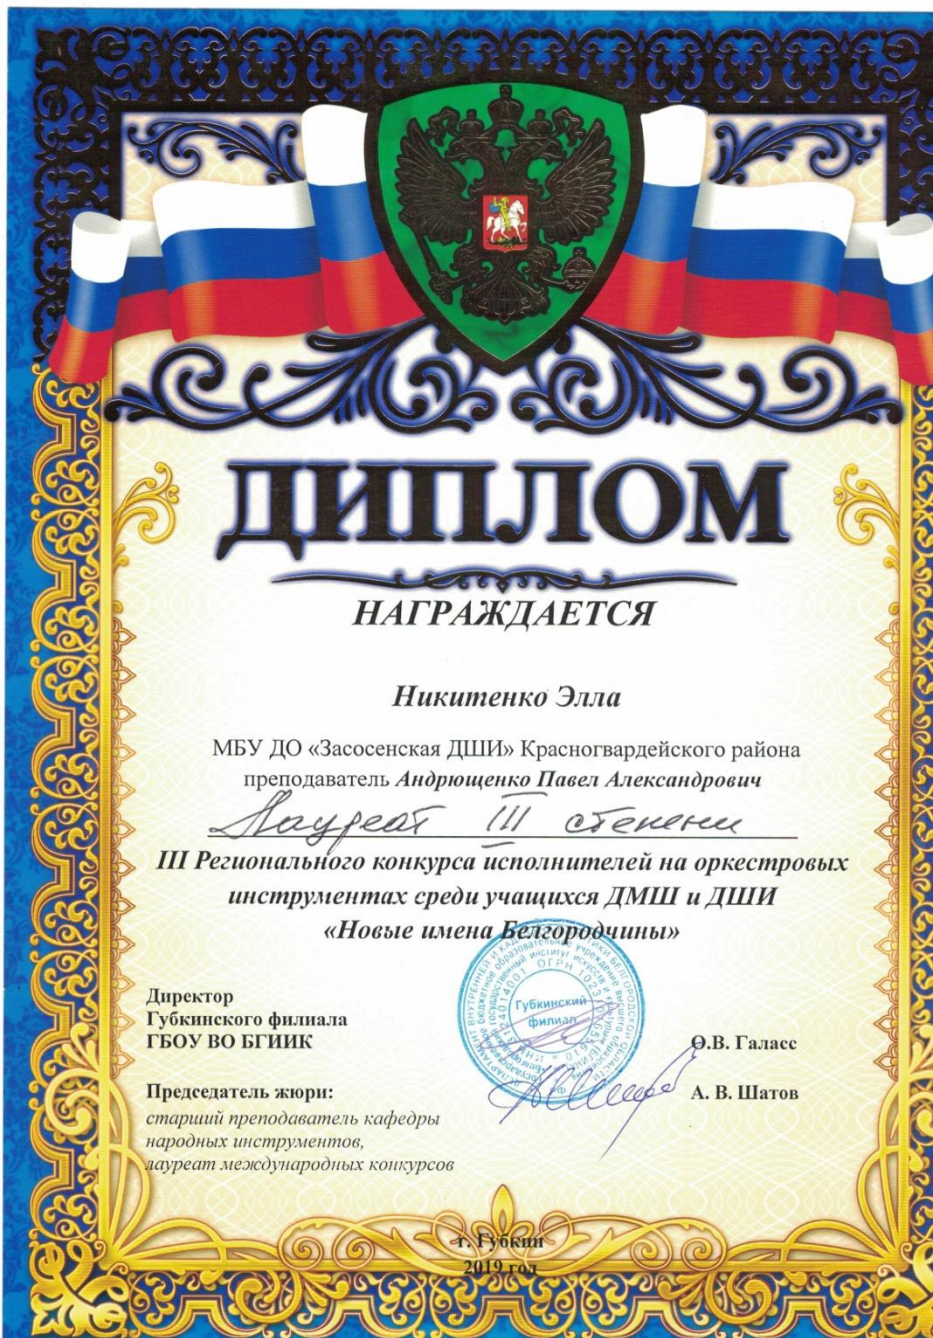 ДИПЛОМ
НАГРАЖДАЕТСЯ
Никитенко Элла
МБУ ДО «Засосенская ДШИ» Красногвардейского района
преподаватель Андрющенко Павел Александрович
Лауреат III степени
III Регионального конкурса исполнителей на оркестровых
инструментах среди учащихся ДМШ и ДШИ
«Новые имена Белгородчины»
Директор
Губкинского филиала
ГБОУ ВО БГИИК
О.В. Галасс
Губкинский
филиал
Председатель жюри:
А. В. Шатов
старший преподаватель кафедры
народных инструментов,
лауреат международных конкурсов
г. Губкин
2019 год